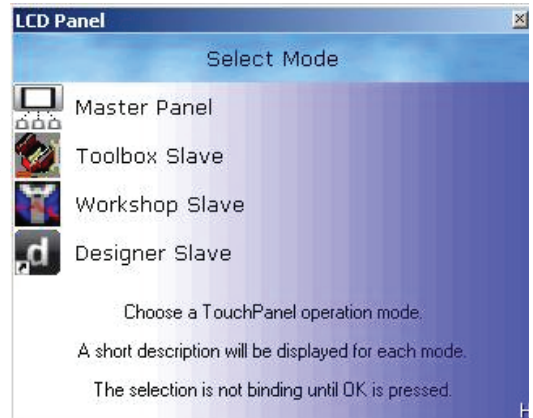 LCD Panel
Select Mode
Master Panel
Toolbox Slave
Workshop Slave
d
Designer Slave
Choose a TouchPanel operation mode.
A short description will be displayed for each mode.
The selection is not binding until OK is pressed.
H